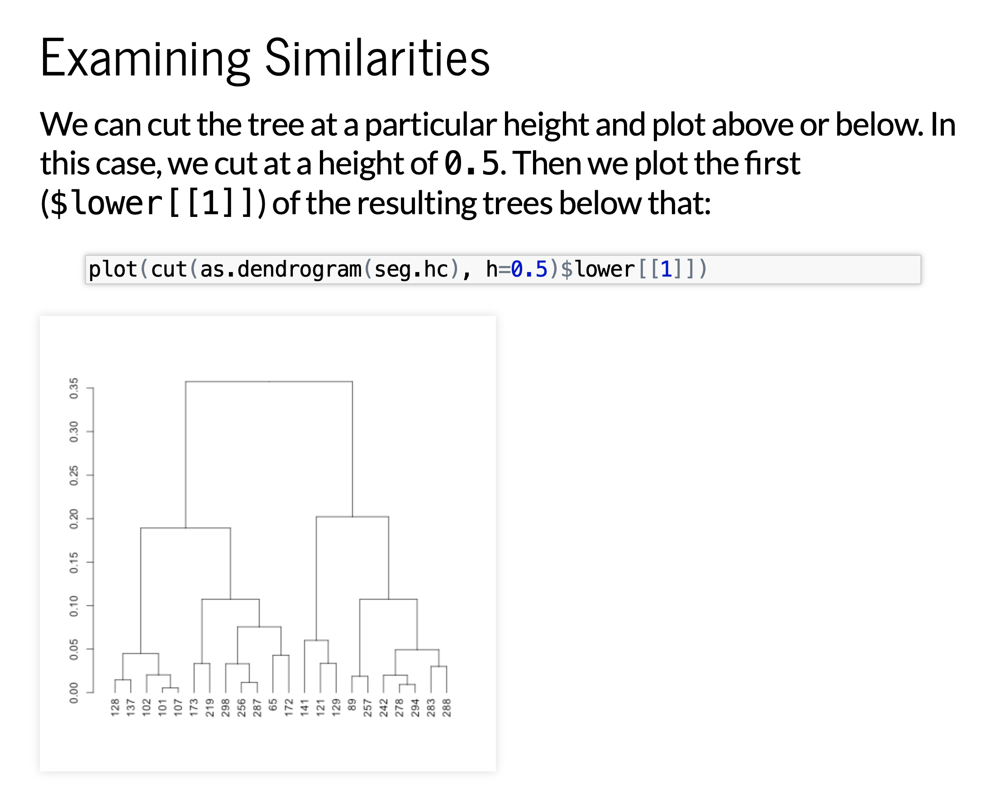 Examining Similarities
We can cut the tree at a particular height and plot above or below. In
this case, we cut at a height of 0.5. Then we plot the first
($lower[[1]]) of the resulting trees below that:
plot(cut(as.dendrogram(seg.hc), h=0.5)$lower[[1]])
0.35
0.30
0.25
0.20
0.15
0.10
0.05
0.00
128 137 102 101 107 173 219 298 256 287 65 172 141 121 129 89 257 242 278 294 283 288